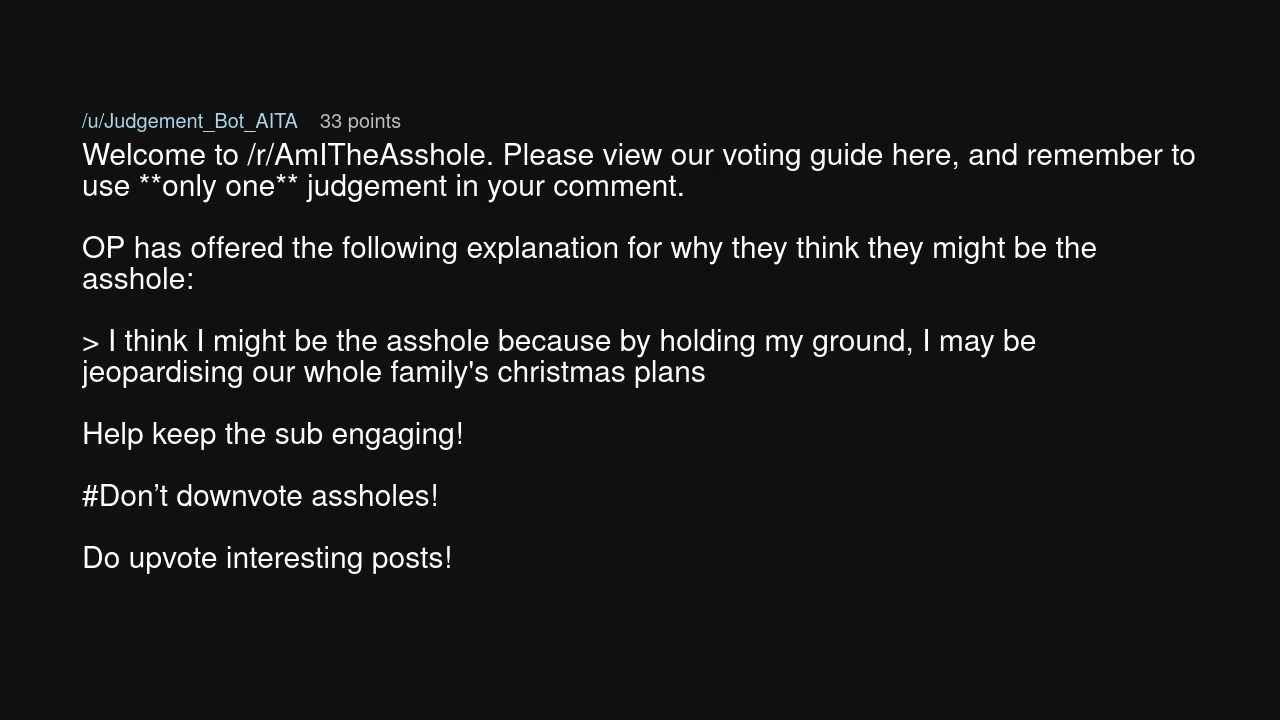 /u/Judgement_Bot_AITA 33 points
Welcome to /r/AmITheAsshole. Please view our voting guide here, and remember to
use **only one** judgement in your comment.
OP has offered the following explanation for why they think they might be the
asshole:
> I think I might be the asshole because by holding my ground, I may be
jeopardising our whole family's christmas plans
Help keep the sub engaging!
#Don’t downvote assholes!
Do upvote interesting posts!